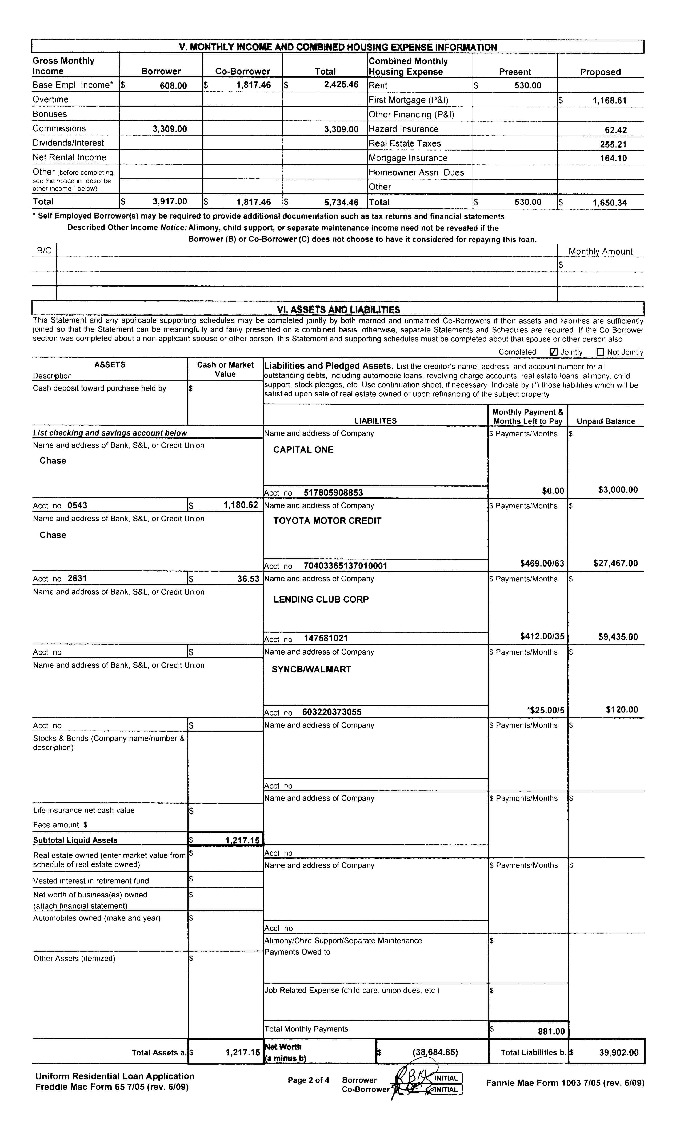 V. MONTHLY INCOME AND COMBINED HOUSING EXPENSE INFORMATION
Gross Monthly Income Borrower Co-Borrower Total Combined Monthly Housing Expense Present Proposed
Base Empl. Income* $ 608.00 $ 1,817.46 $ 2,425.46 Rent $ 530.00
Overtime First Mortgage (P&I) $ 1,168.61
Bonuses Other Financing (P&I)
Commissions 3,309.00 3,309.00 Hazard Insurance 62.42
Dividends/Interest Real Estate Taxes 255.21
Net Rental Income Mortgage Insurance 164.10
Other (before completing, see the notice in "describe other income" below) Homeowner Assn. Dues
Other
Total $ 3,917.00 $ 1,817.46 $ 5,734.46 Total $ 530.00 $ 1,650.34
* Self Employed Borrower(s) may be required to provide additional documentation such as tax returns and financial statements
Described Other Income Notice: Alimony, child support, or separate maintenance income need not be revealed if the
Borrower (B) or Co-Borrower (C) does not choose to have it considered for repaying this loan.
B/C Monthly Amount
$
VI. ASSETS AND LIABILITIES
This Statement and any applicable supporting schedules may be completed jointly by both married and unmarried Co-Borrowers if their assets and liabilities are sufficiently
joined so that the Statement can be meaningfully and fairly presented on a combined basis, otherwise, separate Statements and Schedules are required. If the Co-Borrower
section was completed about a non-applicant spouse or other person, this Statement and supporting schedules must be completed about that spouse or other person also.
Completed Jointly Not Jointly
ASSETS
Description
Cash or Market Value
Cash deposit toward purchase held by $
Liabilities and Pledged Assets. List the creditor's name, address, and account number for all
outstanding debts, including automobile loans, revolving charge accounts, real estate loans, alimony, child
support, stock pledges, etc. Use continuation sheet, if necessary. Indicate by (*) those liabilities which will be
satisfied upon sale of real estate owned or upon refinancing of the subject property
LIABILITES Monthly Payment & Months Left to Pay Unpaid Balance
List checking and savings account below Name and address of Company $ Payments/Months $
Name and address of Bank, S&L, or Credit Union
CAPITAL ONE
Chase
Acct. no. 517805908853 $0.00 $3,000.00
Acct. no. 0543 $ 1,180.62 Name and address of Company $ Payments/Months $
Name and address of Bank, S&L, or Credit Union TOYOTA MOTOR CREDIT
Chase
Acct. no. 70403385137010001 $469.00/63 $27,467.00
Acct. no. 2631 $ 36.53 Name and address of Company $ Payments/Months $
Name and address of Bank, S&L, or Credit Union
LENDING CLUB CORP
Acct. no. 147581021 $412.00/35 $9,435.00
Acct. no. $ Name and address of Company $ Payments/Months $
Name and address of Bank, S&L, or Credit Union SYNCB/WALMART
Acct. no. 603220373055 *$25.00/5 $120.00
Acct. no. $ Name and address of Company $ Payments/Months $
Stocks & Bonds (Company name/number & description) $
Acct. no.
Name and address of Company $ Payments/Months $
Life insurance net cash value $
Face amount $
Subtotal Liquid Assets $ 1,217.15
Acct. no.
Real estate owned (enter market value from schedule of real estate owned) $
Name and address of Company $ Payments/Months $
Vested interest in retirement fund $
Net worth of business(es) owned (attach financial statement) $
Automobiles owned (make and year) $
Acct. no.
Alimony/Child Support/Separate Maintenance Payments Owed to $
Other Assets (itemized) $
Job Related Expense (child care, union dues, etc.) $
Total Monthly Payments $ 881.00
Total Assets a. $ 1,217.15 Net Worth (a minus b) $ (38,684.85) Total Liabilities b. $ 39,902.00
Uniform Residential Loan Application
Freddie Mac Form 65 7/05 (rev. 6/09)
Page 2 of 4
Borrower INITIAL
Co-Borrower INITIAL
Fannie Mae Form 1003 7/05 (rev. 6/09)